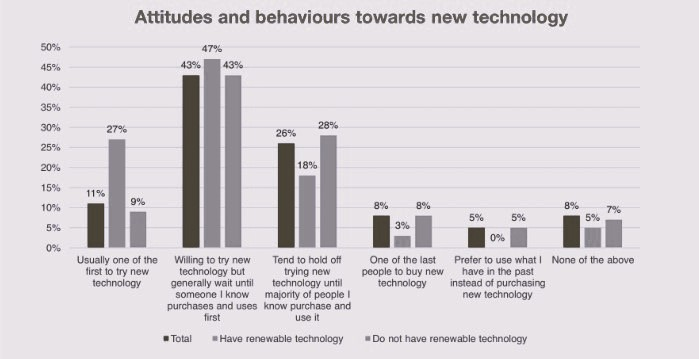 Attitudes and behaviours towards new technology
50%
45%
40%
35%
30%
25%
20%
15%
10%
5%
0%
11%
27%
9%
43%
47%
43%
26%
18%
28%
8%
3%
8%
5%
0%
5%
8%
5%
7%
Usually one of the
first to try new
technology
Willing to try new
technology but
generally wait until
someone I know
purchases and uses
first
Tend to hold off
trying new
technology until
majority of people I
know purchase and
use it
One of the last
people to buy new
technology
Prefer to use what I
have in the past
instead of purchasing
new technology
None of the above
Total
Have renewable technology
Do not have renewable technology